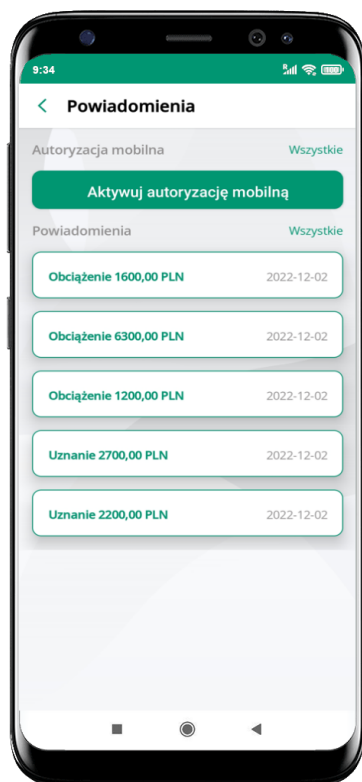 9:34
Powiadomienia
Autoryzacja mobilna Wszystkie
Aktywuj autoryzację mobilną
Powiadomienia Wszystkie
Obciążenie 1600,00 PLN 2022-12-02
Obciążenie 6300,00 PLN 2022-12-02
Obciążenie 1200,00 PLN 2022-12-02
Uznanie 2700,00 PLN 2022-12-02
Uznanie 2200,00 PLN 2022-12-02